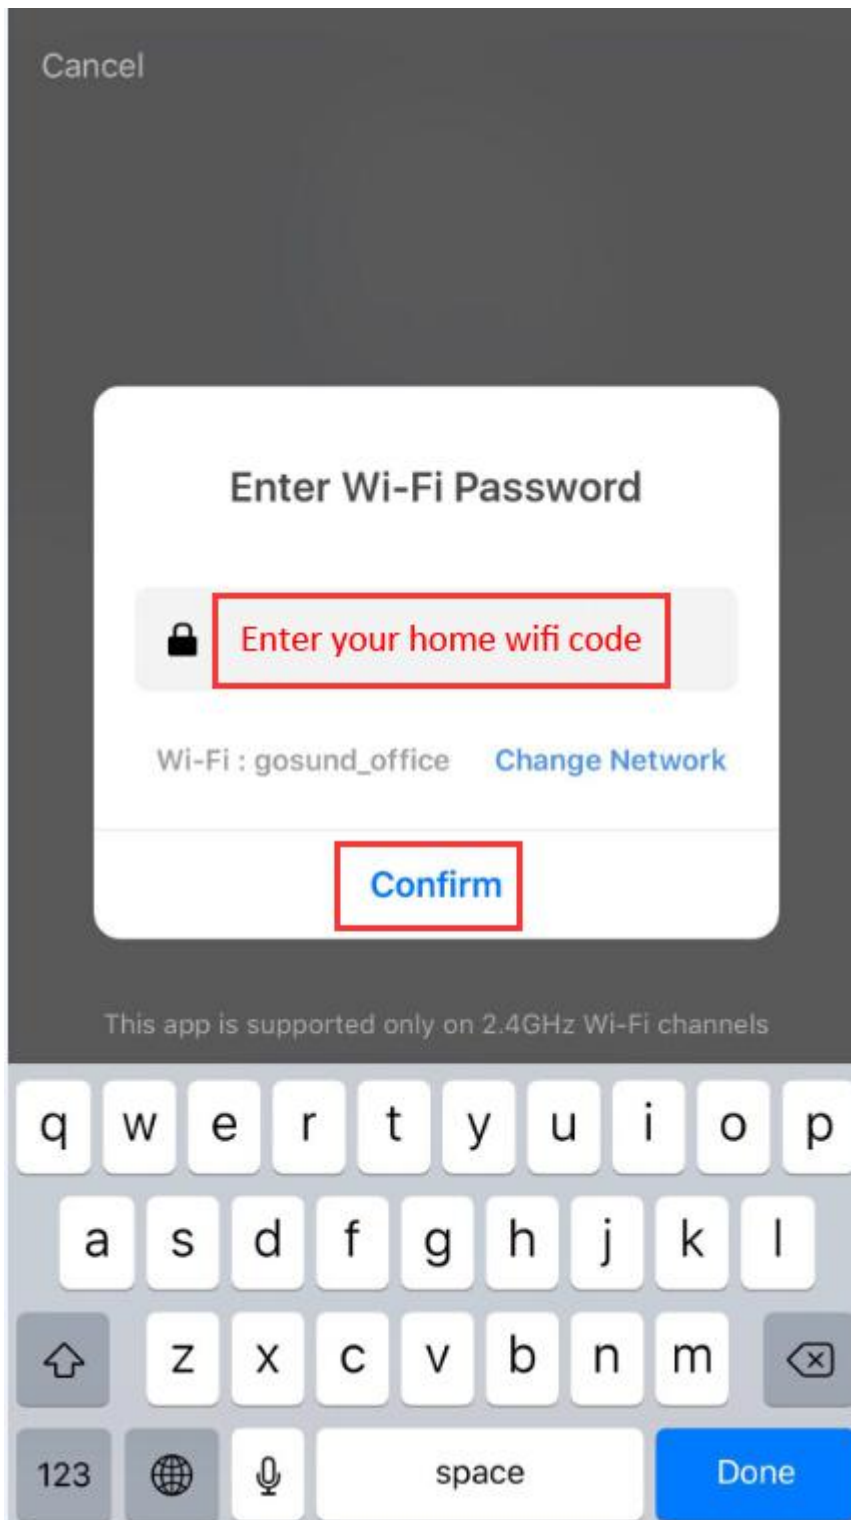 Cancel
Enter Wi-Fi Password
Enter your home wifi code
Wi-Fi : gosund_office Change Network
Confirm
This app is supported only on 2.4GHz Wi-Fi channels
q w e r t y u i o p
a s d f g h j k l
z x c v b n m
123 space Done